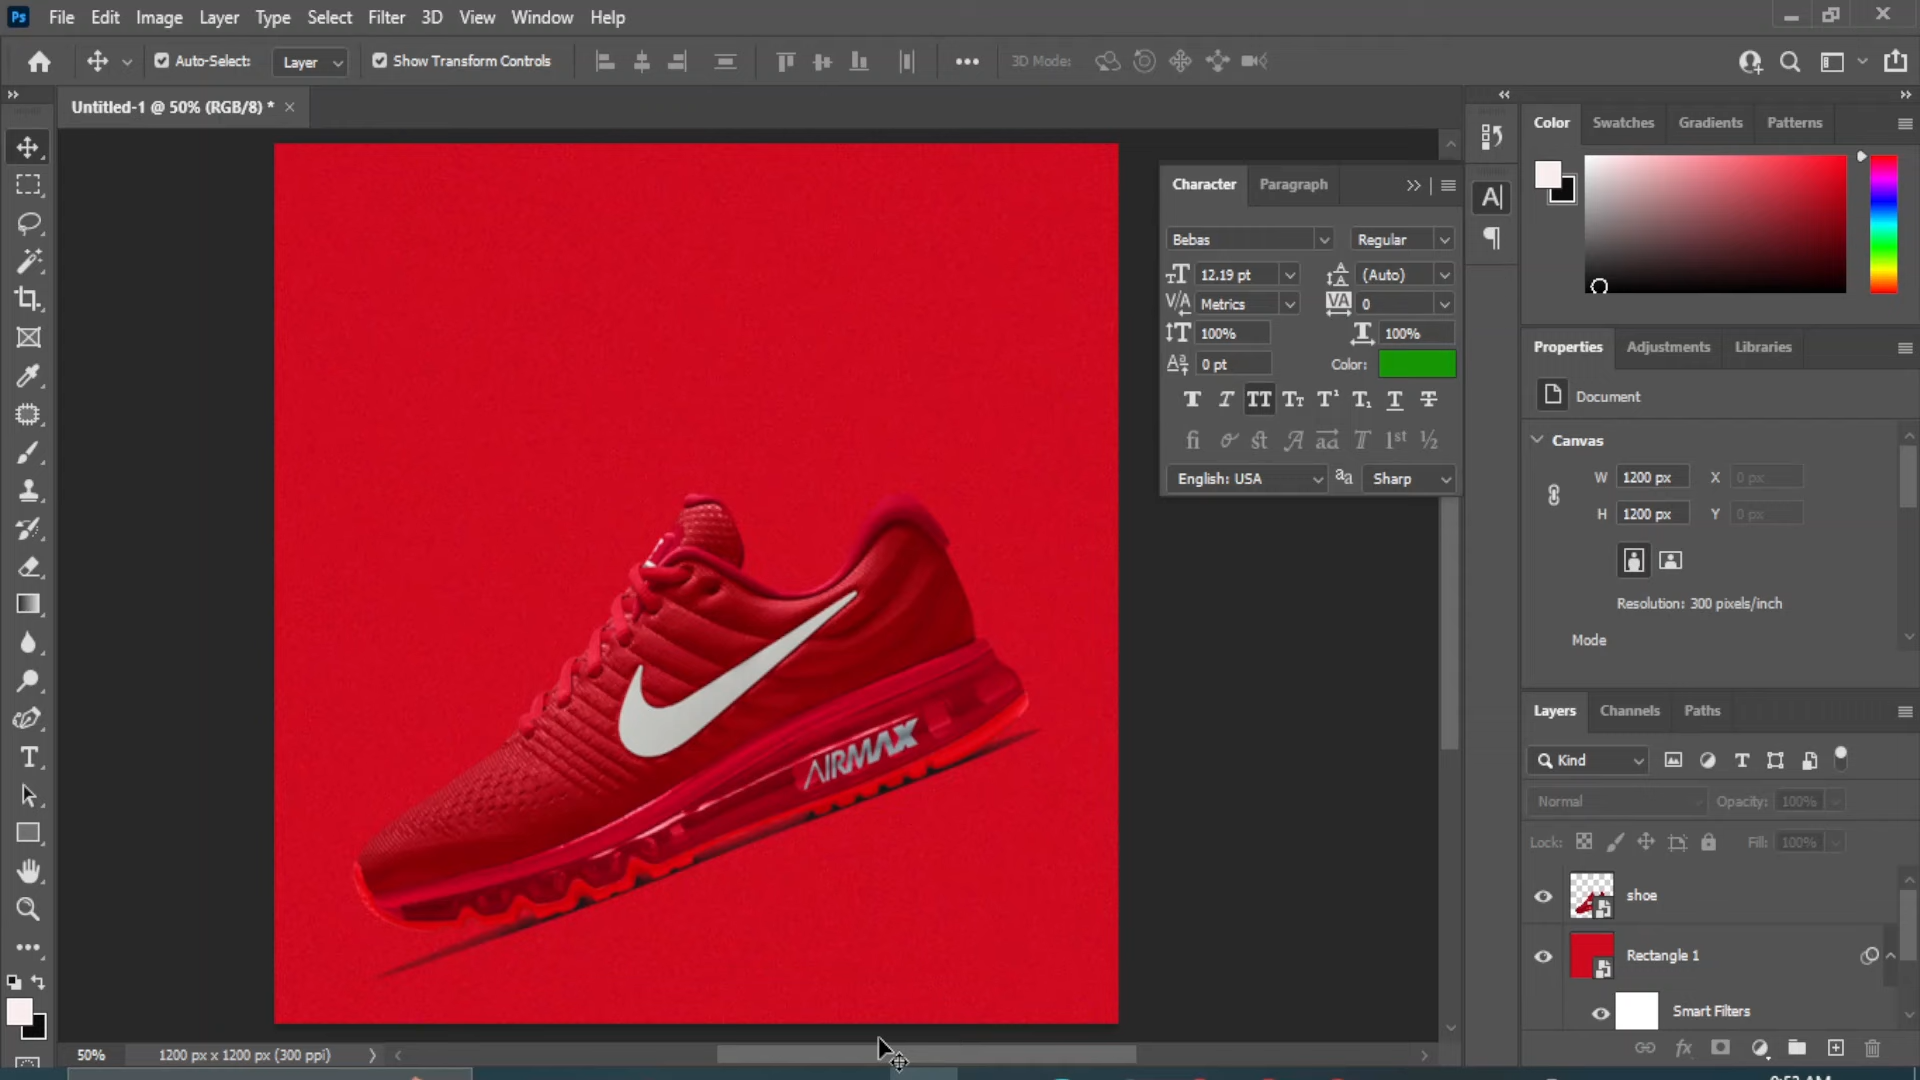 Ps File Edit Image Layer Type Select Filter 3D View Window Help
Auto-Select: Layer Show Transform Controls 3D Mode:
Untitled-1 @ 50% (RGB/8) *
Character Paragraph
Bebas Regular
12.19 pt (Auto)
Metrics 0
100% 100%
0 pt Color:
English: USA Sharp
AIRMAX
50% 1200 px x 1200 px (300 ppi)
Color Swatches Gradients Patterns
Properties Adjustments Libraries
Document
Canvas
W 1200 px X 0 px
H 1200 px Y 0 px
Resolution: 300 pixels/inch
Mode
Layers Channels Paths
Kind
Normal Opacity: 100%
Lock: Fill: 100%
shoe
Rectangle 1
Smart Filters